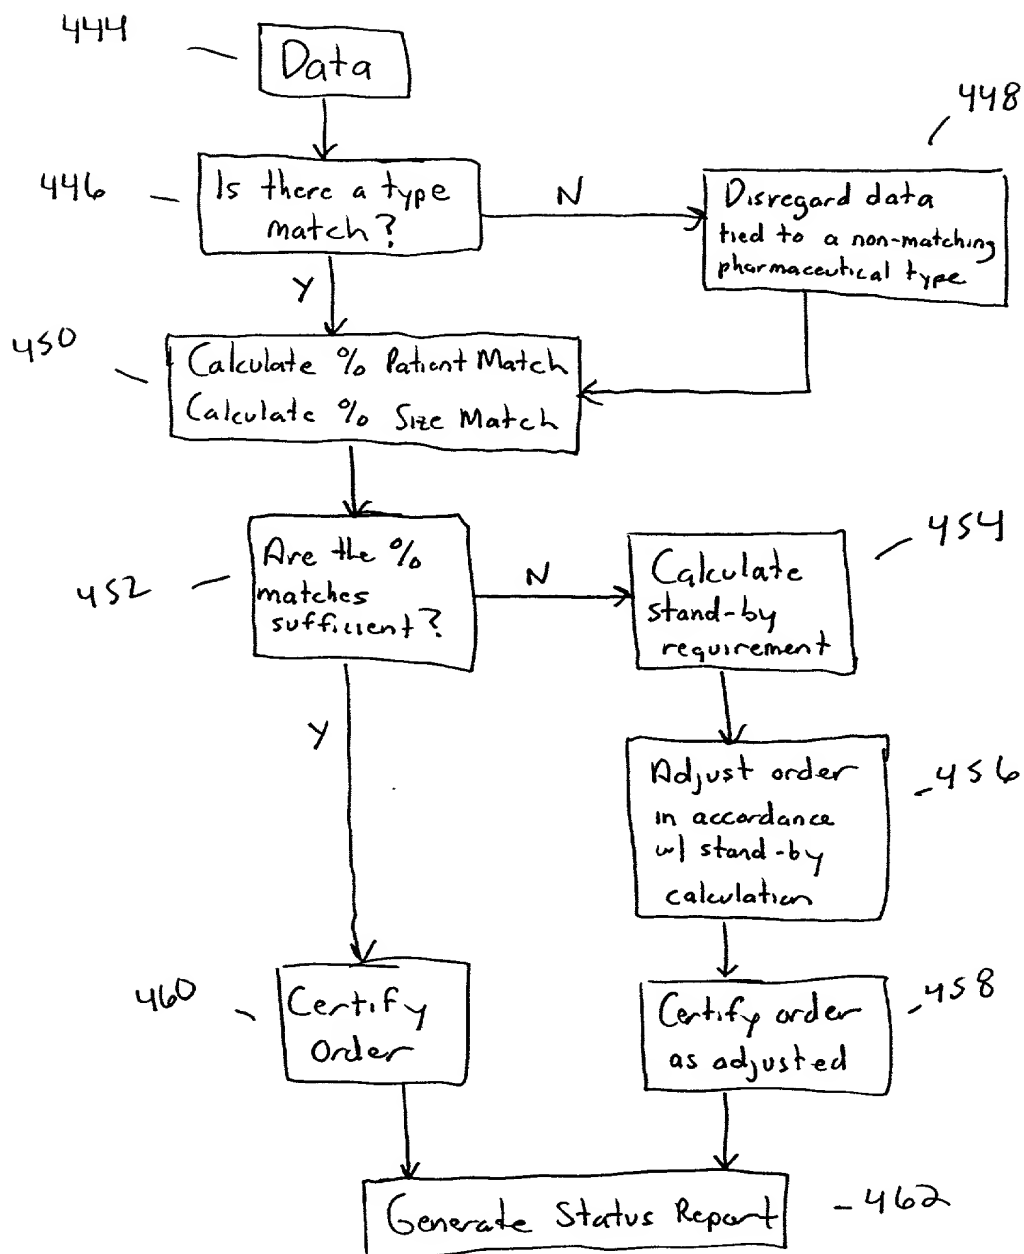 444
Data
448
446
Is there a type
match?
N
Disregard data
tied to a non-matching
pharmaceutical type
Y
450
Calculate % Patient Match
Calculate % Size Match
454
452
Are the %
matches
sufficient?
N
Calculate
stand-by
requirement
Y
456
Adjust order
in accordance
w/ stand-by
calculation
460
Certify
Order
458
Certify order
as adjusted
Generate Status Report
462